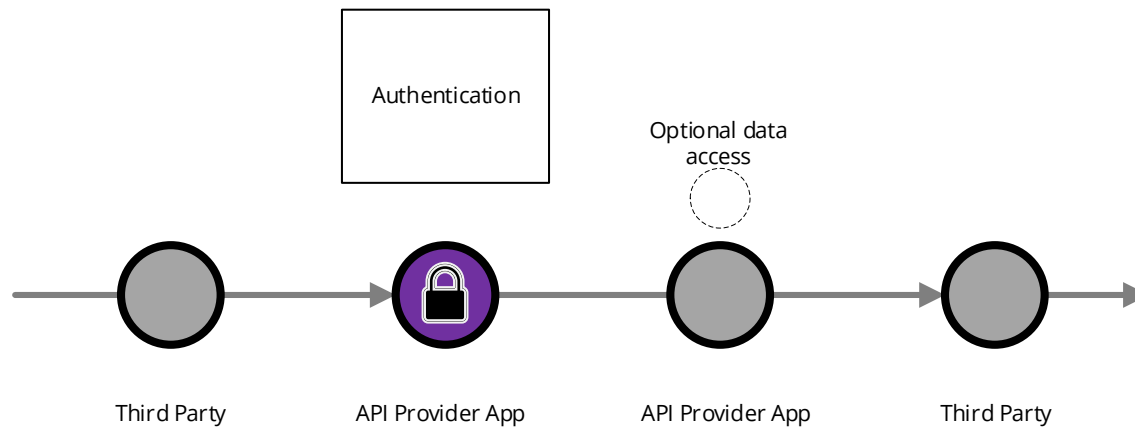 Authentication
Optional data
access
Third Party
API Provider App
API Provider App
Third Party